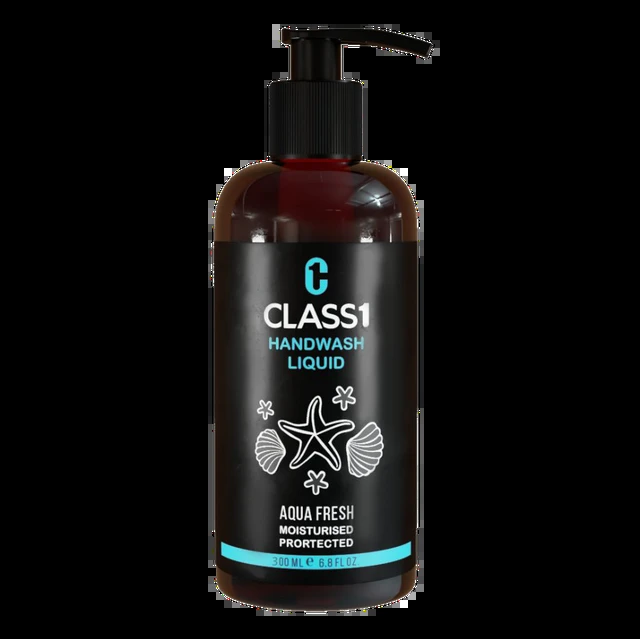 CLASS1
HANDWASH
LIQUID
AQUA FRESH
MOISTURISED
PRORTECTED
300 ML ℮ 6.8 FL OZ.